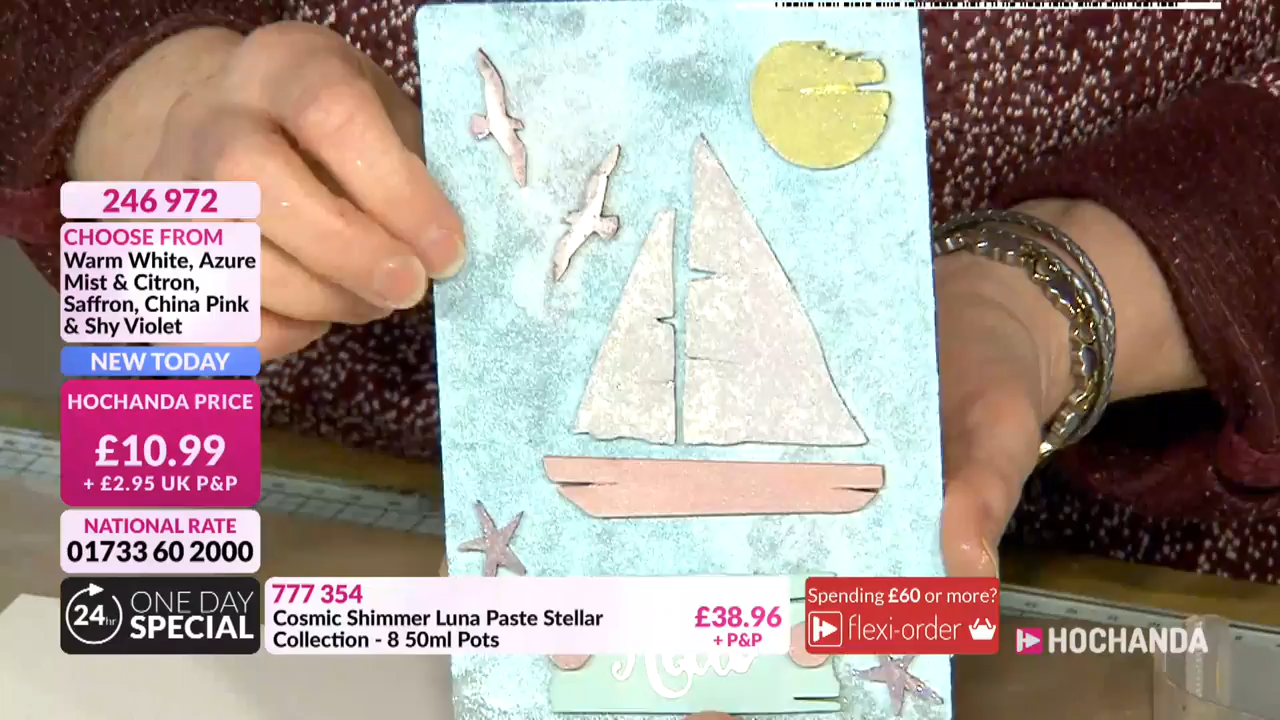 246 972
CHOOSE FROM
Warm White, Azure
Mist & Citron,
Saffron, China Pink
& Shy Violet
NEW TODAY
HOCHANDA PRICE
£10.99
+ £2.95 UK P&P
NATIONAL RATE
01733 60 2000
24hr
ONE DAY
SPECIAL
777 354
Cosmic Shimmer Luna Paste Stellar
Collection - 8 50ml Pots
£38.96
+ P&P
Spending £60 or more?
flexi-order
HOCHANDA
Hello